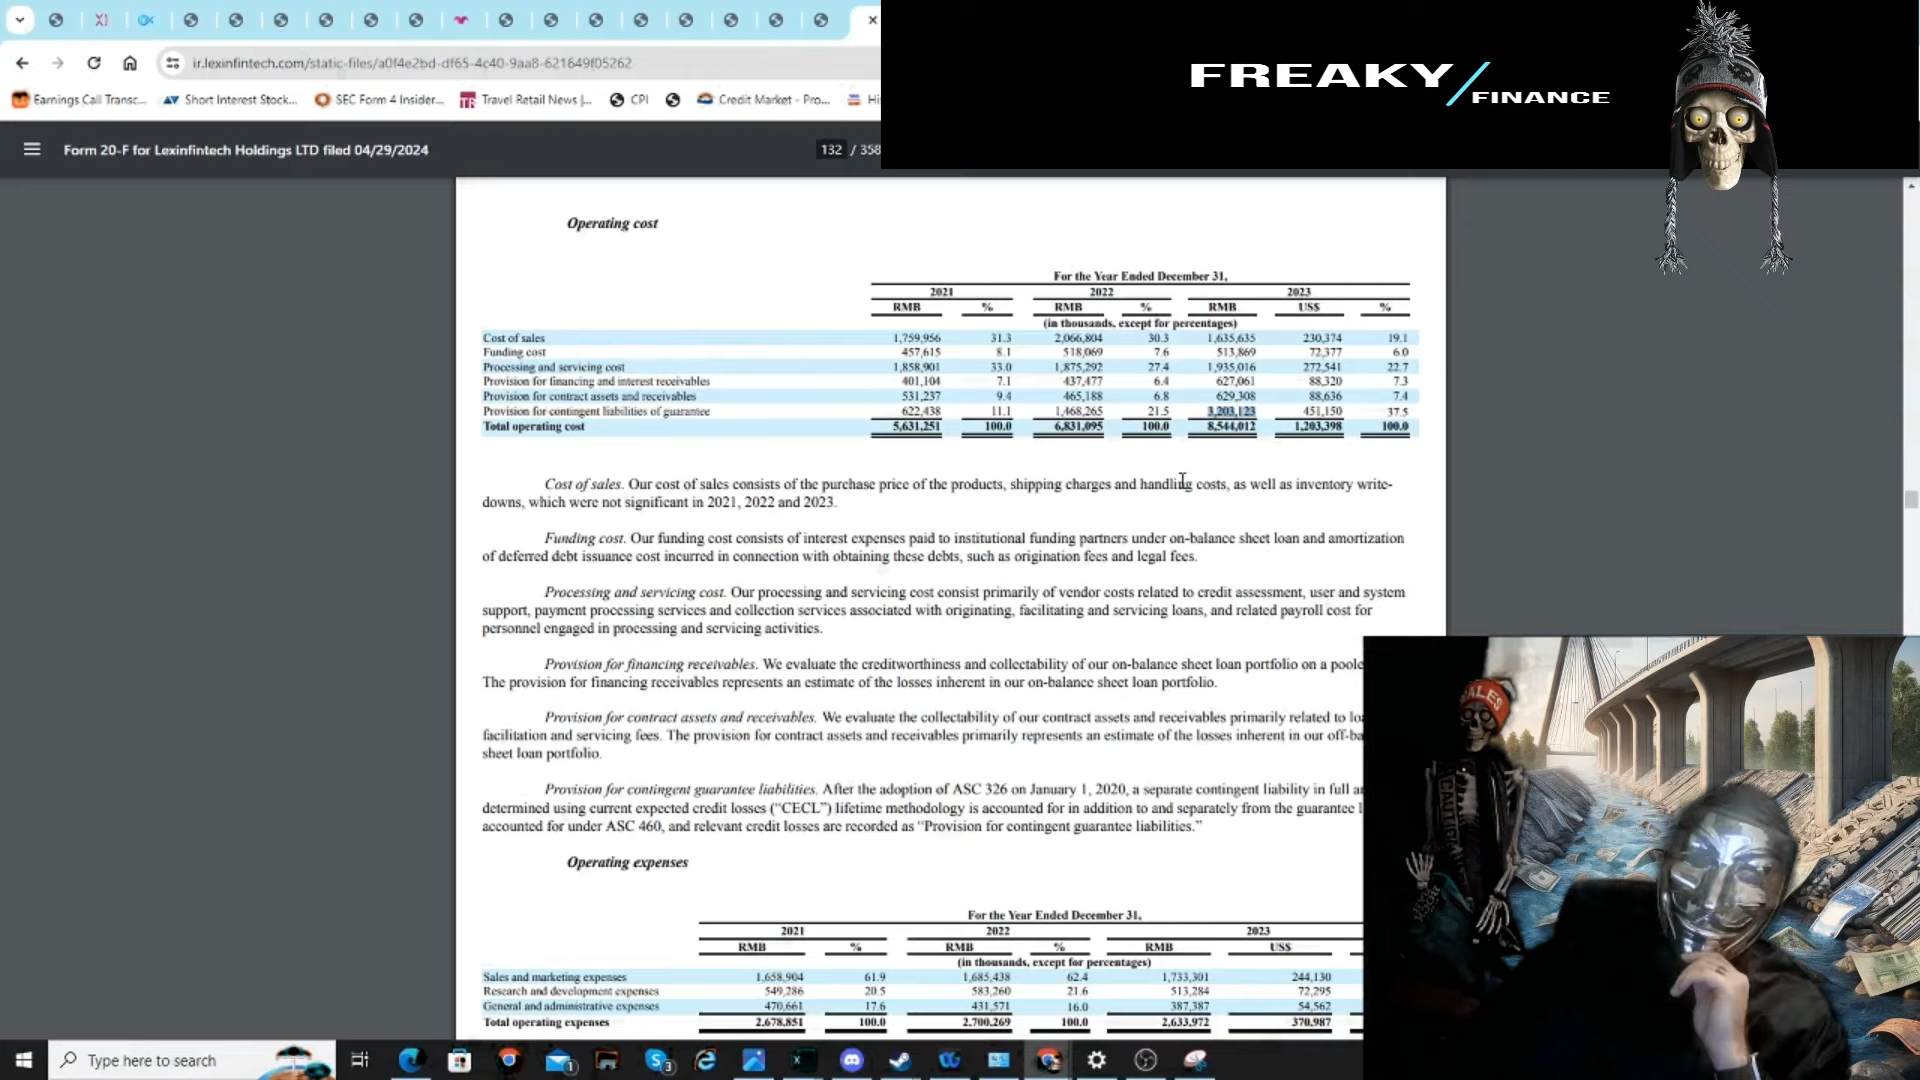 ir.lexinfintech.com/static-files/a0f4e2bd-df65-4c40-9aa8-621649f05262
FREAKY/FINANCE
Earnings Call Transc... Short Interest Stock... SEC Form 4 Insider... Travel Retail News |... CPI Credit Market - Pro... Hi
Form 20-F for Lexinfintech Holdings LTD filed 04/29/2024 132 / 358
Operating cost
For the Year Ended December 31,
2021 2022 2023
RMB % RMB % RMB US$ %
(in thousands, except for percentages)
Cost of sales 1,759,956 31.3 2,066,804 30.3 1,635,635 230,374 19.1
Funding cost 457,615 8.1 518,069 7.6 513,869 72,377 6.0
Processing and servicing cost 1,858,901 33.0 1,875,292 27.4 1,935,016 272,541 22.7
Provision for financing and interest receivables 401,104 7.1 437,477 6.4 627,061 88,320 7.3
Provision for contract assets and receivables 531,237 9.4 465,188 6.8 629,308 88,636 7.4
Provision for contingent liabilities of guarantee 622,438 11.1 1,468,265 21.5 3,203,123 451,150 37.5
Total operating cost 5,631,251 100.0 6,831,095 100.0 8,544,012 1,203,398 100.0
Cost of sales. Our cost of sales consists of the purchase price of the products, shipping charges and handling costs, as well as inventory write-
downs, which were not significant in 2021, 2022 and 2023.
Funding cost. Our funding cost consists of interest expenses paid to institutional funding partners under on-balance sheet loan and amortization
of deferred debt issuance cost incurred in connection with obtaining these debts, such as origination fees and legal fees.
Processing and servicing cost. Our processing and servicing cost consist primarily of vendor costs related to credit assessment, user and system
support, payment processing services and collection services associated with originating, facilitating and servicing loans, and related payroll cost for
personnel engaged in processing and servicing activities.
Provision for financing receivables. We evaluate the creditworthiness and collectability of our on-balance sheet loan portfolio on a poole
The provision for financing receivables represents an estimate of the losses inherent in our on-balance sheet loan portfolio.
Provision for contract assets and receivables. We evaluate the collectability of our contract assets and receivables primarily related to lo
facilitation and servicing fees. The provision for contract assets and receivables primarily represents an estimate of the losses inherent in our off-ba
sheet loan portfolio.
Provision for contingent guarantee liabilities. After the adoption of ASC 326 on January 1, 2020, a separate contingent liability in full a
determined using current expected credit losses ("CECL") lifetime methodology is accounted for in addition to and separately from the guarantee l
accounted for under ASC 460, and relevant credit losses are recorded as "Provision for contingent guarantee liabilities."
Operating expenses
For the Year Ended December 31,
2021 2022 2023
RMB % RMB % RMB US$
(in thousands, except for percentages)
Sales and marketing expenses 1,658,904 61.9 1,685,438 62.4 1,733,301 244,130
Research and development expenses 549,286 20.5 583,260 21.6 513,284 72,295
General and administrative expenses 470,661 17.6 431,571 16.0 387,387 54,562
Total operating expenses 2,678,851 100.0 2,700,269 100.0 2,633,972 370,987
Type here to search